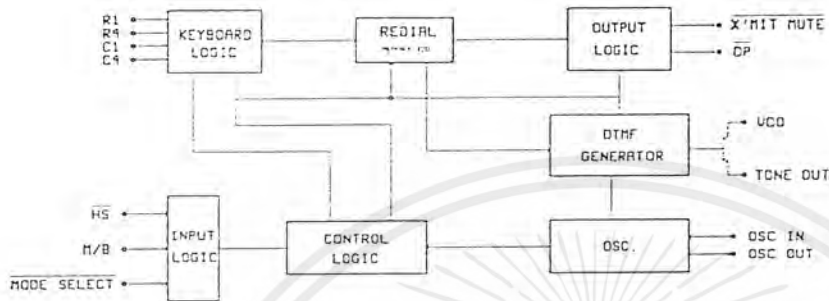 R1
R4
C1
C4
KEYBOARD
LOGIC
REDIAL
OUTPUT
LOGIC
X'MIT MUTE
DP
DTMF
GENERATOR
VCO
TONE OUT
HS
M/B
MODE SELECT
INPUT
LOGIC
CONTROL
LOGIC
OSC.
OSC IN
OSC OUT